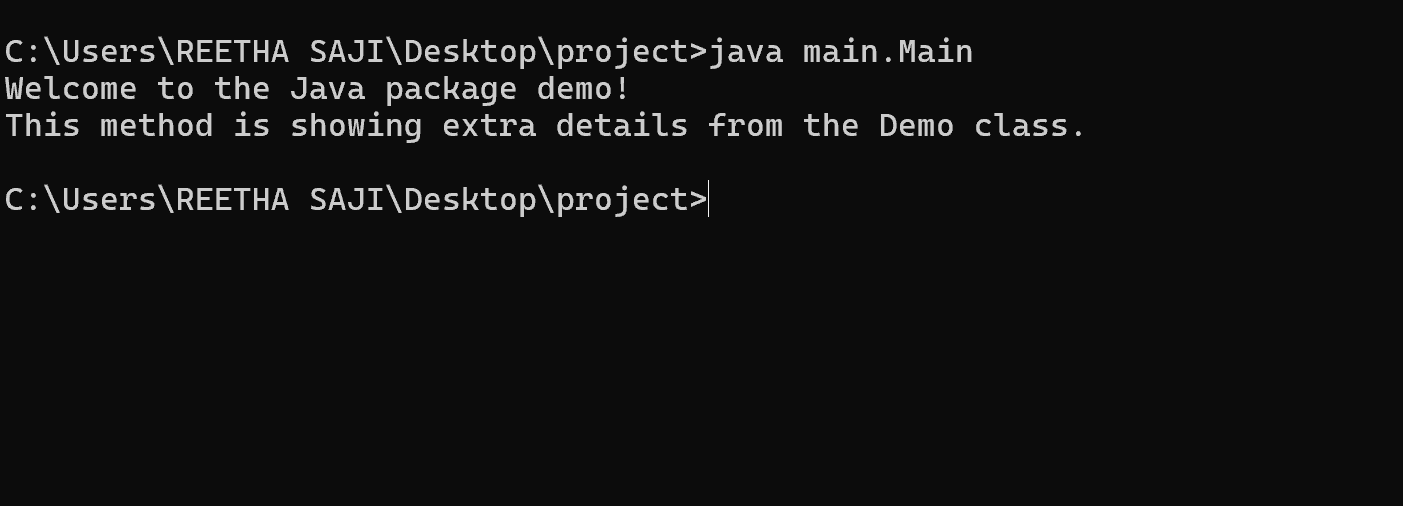 C:\Users\REETHA SAJI\Desktop\project>java main.Main
Welcome to the Java package demo!
This method is showing extra details from the Demo class.
C:\Users\REETHA SAJI\Desktop\project>